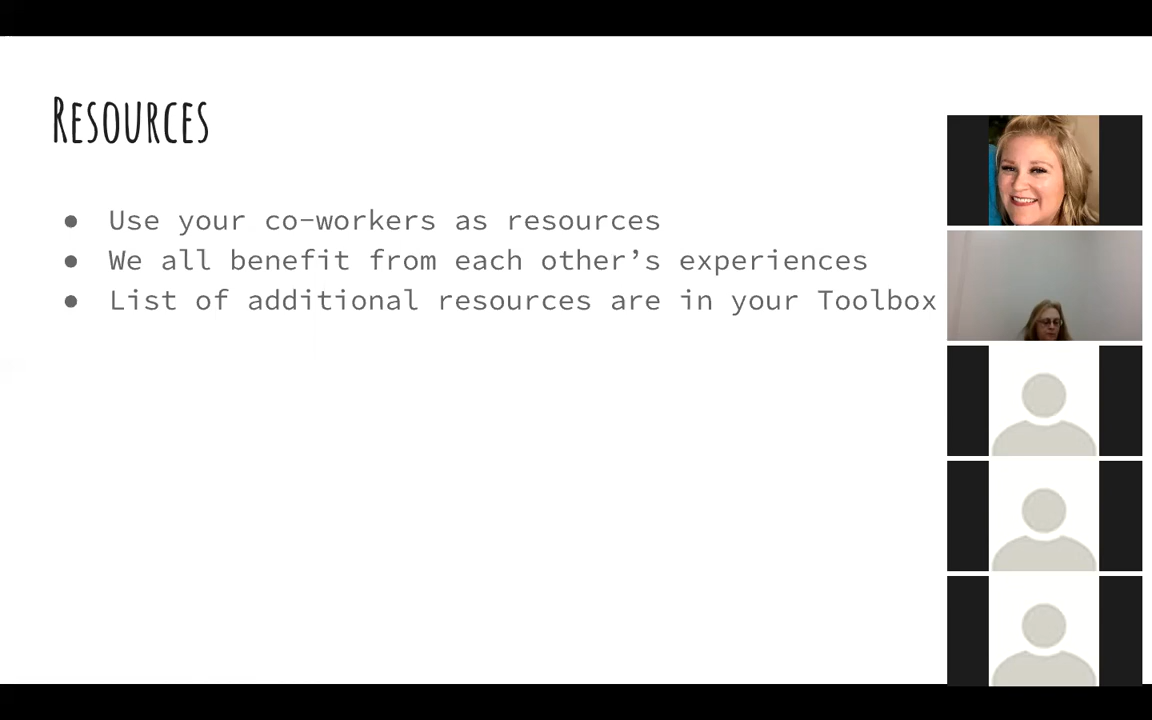 Resources
● Use your co-workers as resources
● We all benefit from each other’s experiences
● List of additional resources are in your Toolbox